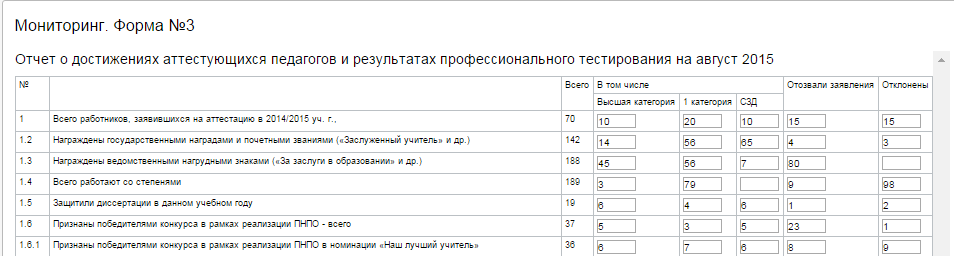 Мониторинг. Форма №3
Отчет о достижениях аттестующихся педагогов и результатах профессионального тестирования на август 2015
№ Всего В том числе Отозвали заявления Отклонены
Высшая категория 1 категория СЗД
1 Всего работников, заявившихся на аттестацию в 2014/2015 уч. г., 70 10 20 10 15 15
1.2 Награждены государственными наградами и почетными званиями («Заслуженный учитель» и др.) 142 14 56 65 4 3
1.3 Награждены ведомственными нагрудными знаками («За заслуги в образовании» и др.) 188 45 56 7 80
1.4 Всего работают со степенями 189 3 79 9 98
1.5 Защитили диссертации в данном учебном году 19 6 4 6 1 2
1.6 Признаны победителями конкурса в рамках реализации ПНПО - всего 37 5 3 5 23 1
1.6.1 Признаны победителями конкурса в рамках реализации ПНПО в номинации «Наш лучший учитель» 36 6 7 6 8 9